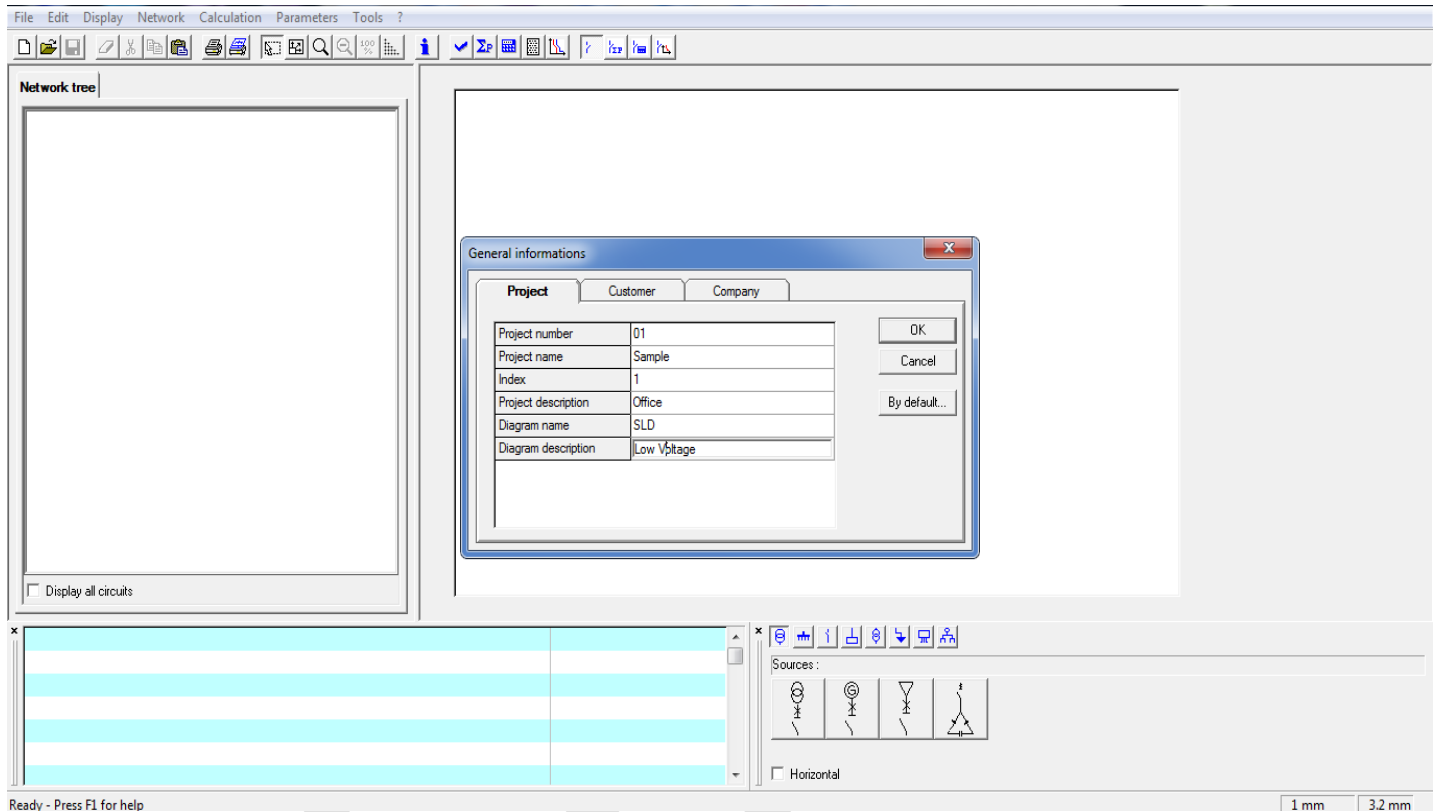 File Edit Display Network Calculation Parameters Tools ?
100 %
ΣP
Network tree
General informations
Project Customer Company
Project number 01 OK
Project name Sample Cancel
Index 1
Project description Office By default...
Diagram name SLD
Diagram description Low Voltage
Display all circuits
Sources :
G
Horizontal
Ready - Press F1 for help 1 mm 3.2 mm